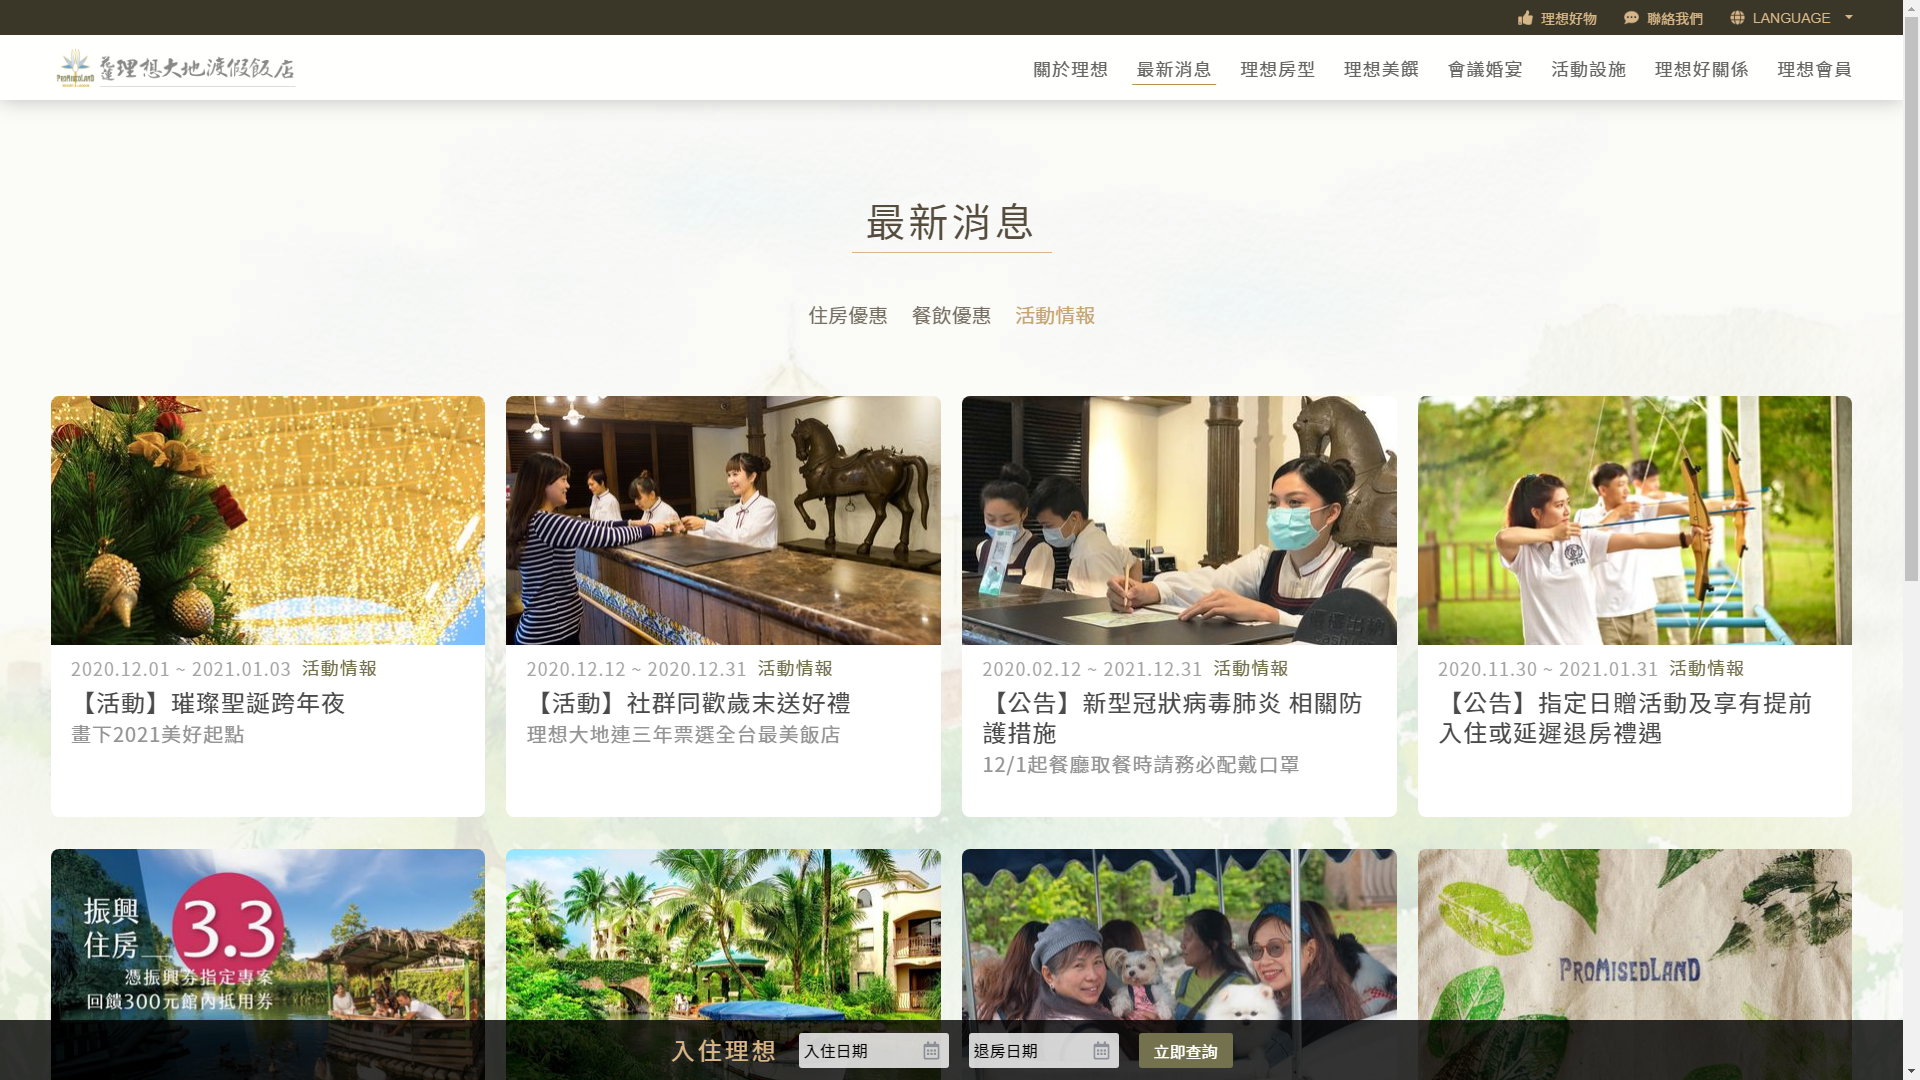 理想好物
聯絡我們
LANGUAGE
PROMISEDLAND
花蓮理想大地渡假飯店
關於理想
最新消息
理想房型
理想美饌
會議婚宴
活動設施
理想好關係
理想會員
最新消息
住房優惠
餐飲優惠
活動情報
2020.12.01 ~ 2021.01.03 活動情報
【活動】璀璨聖誕跨年夜
畫下2021美好起點
2020.12.12 ~ 2020.12.31 活動情報
【活動】社群同歡歲末送好禮
理想大地連三年票選全台最美飯店
2020.02.12 ~ 2021.12.31 活動情報
【公告】新型冠狀病毒肺炎 相關防
護措施
12/1起餐廳取餐時請務必配戴口罩
2020.11.30 ~ 2021.01.31 活動情報
【公告】指定日贈活動及享有提前
入住或延遲退房禮遇
振興
住房
3.3
憑振興券指定專案
回饋300元館內抵用券
PROMISEDLAND
入住理想
入住日期
退房日期
立即查詢